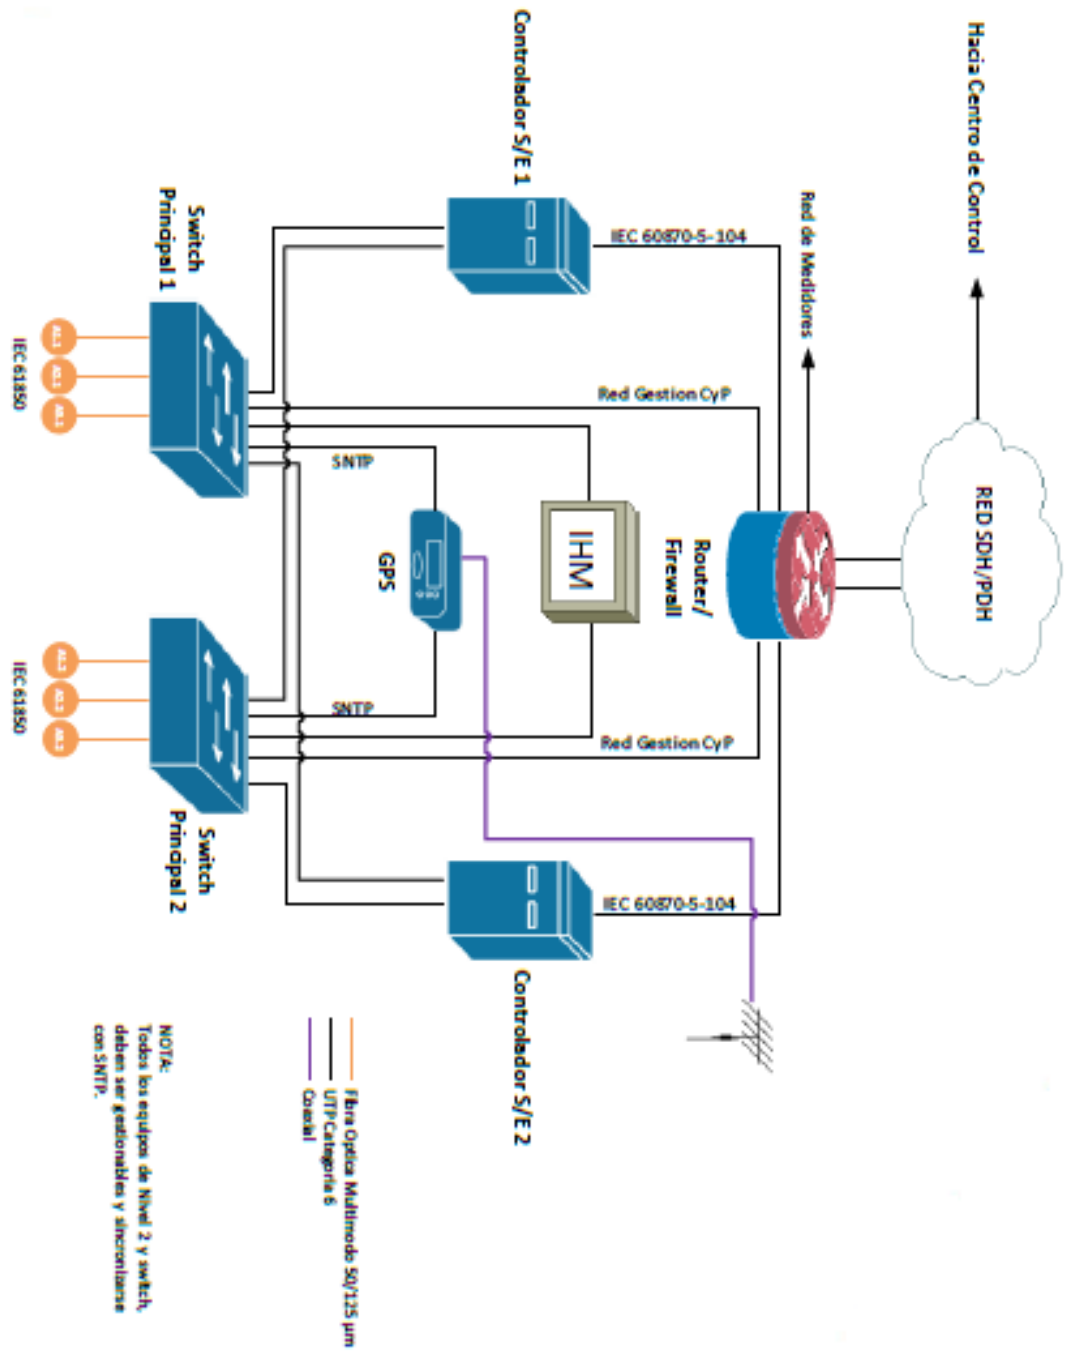 Hacia Centro de Control
RED SDH/PDH
Red de Medidores
Router/
Firewall
IEC 60870-5-104
IEC 60870-5-104
Red Gestion CyP
Red Gestion CyP
IHM
Controlador S/E 1
Controlador S/E 2
GPS
SNTP
SNTP
Switch
Principal 1
Switch
Principal 2
IEC 61850
IEC 61850
Fibra Optica Multimodo 50/125 µm
UTP Categoria 6
Coaxial
NOTA:
Todos los equipos de Nivel 2 y switch,
deben ser gestionables y sincronizarse
con SNTP.